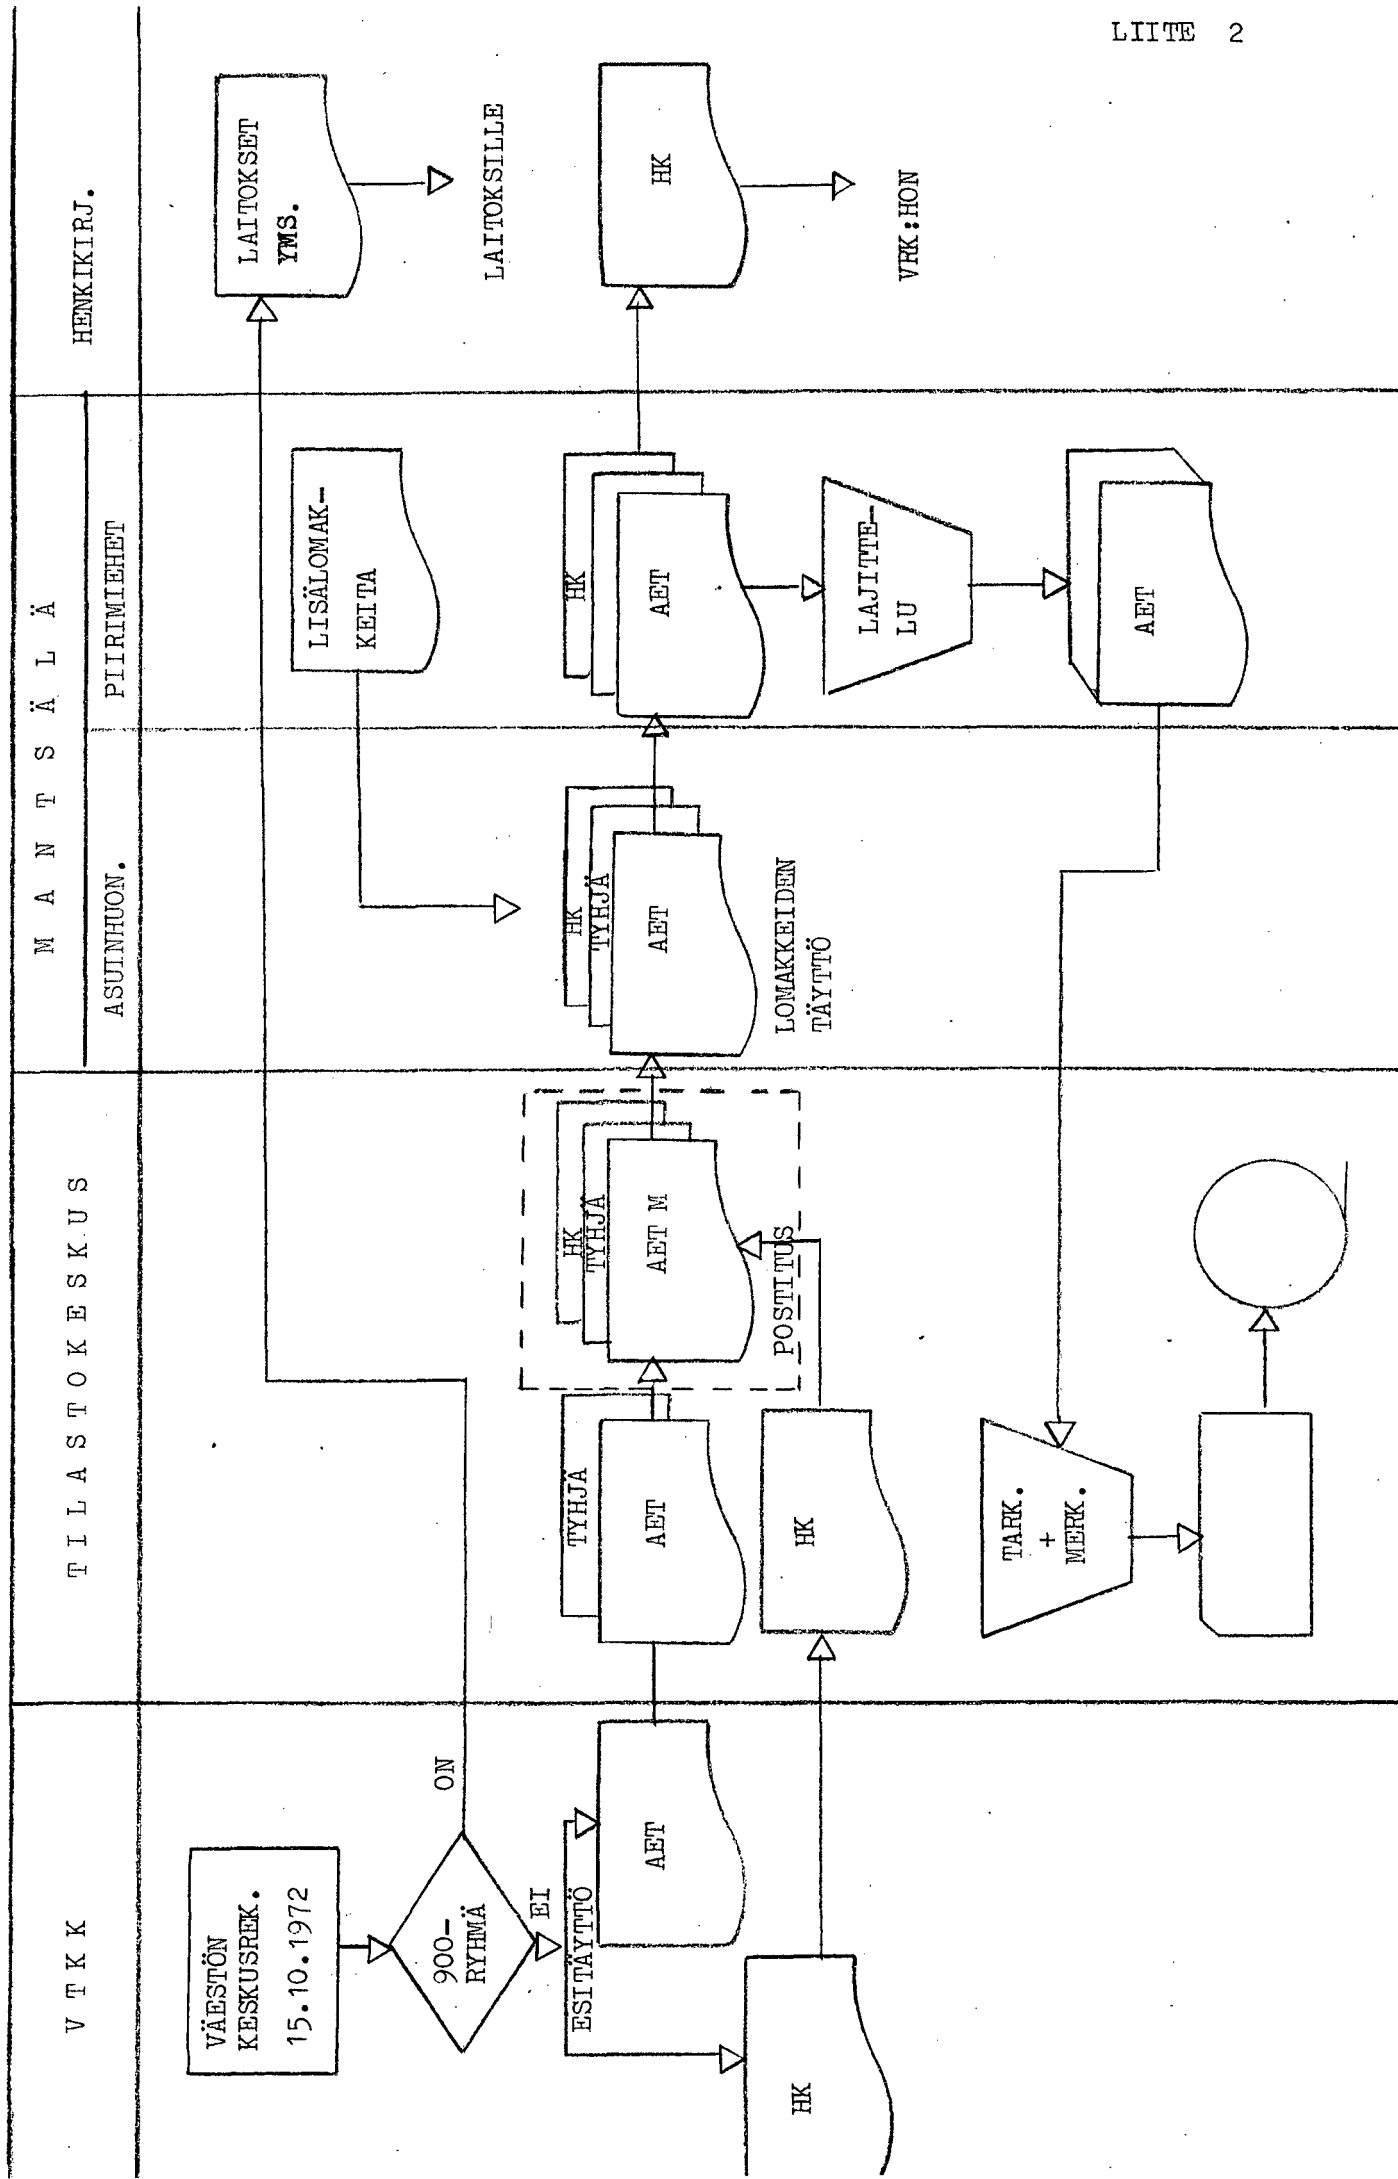 LIITE 2
V T K K
T I L A S T O K E S K U S
M A N T S Ä L Ä
ASUINHUON.
PIIRIMIEHET
HENKIKIRJ.
VÄESTÖN
KESKUSREK.
15.10.1972
900-
RYHMÄ
ON
EI
ESITÄYTTÖ
AET
HK
TYHJÄ
AET
HK
HK
TYHJÄ
AET M
POSTITUS
TARK.
+
MERK.
HK
TYHJÄ
AET
LOMAKKEIDEN
TÄYTTÖ
LISÄLOMAK-
KEITA
HK
AET
LAJITTE-
LU
AET
LAITOKSET
YMS.
LAITOKSILLE
HK
VRK:HON